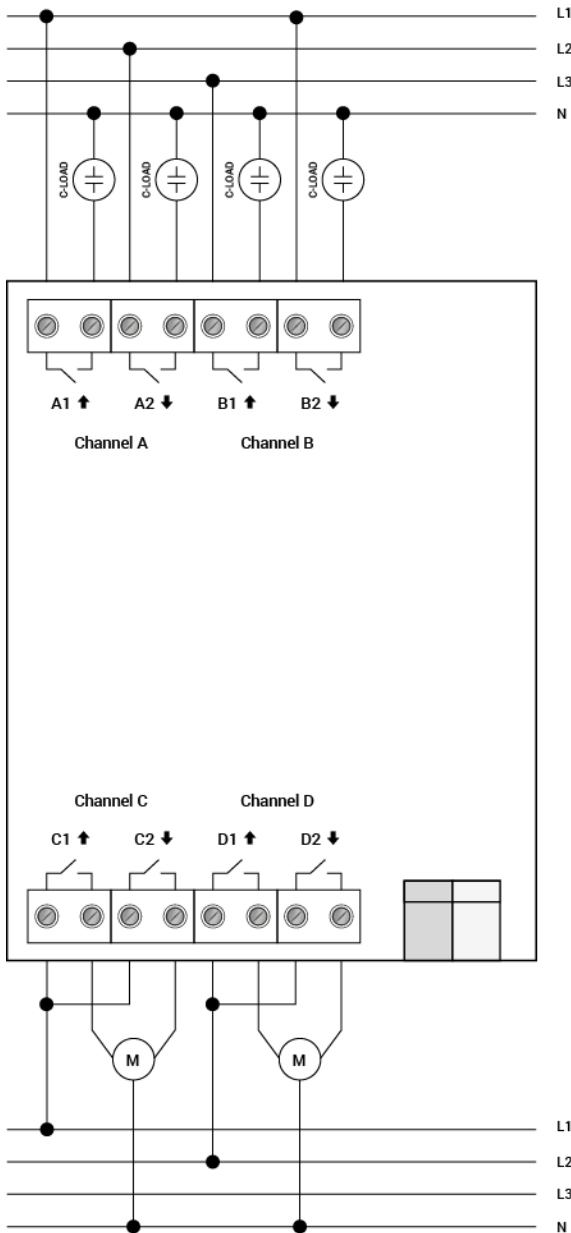 L1
L2
L3
N
C-LOAD C-LOAD C-LOAD C-LOAD
A1 ⬆ A2 ⬇ B1 ⬆ B2 ⬇
Channel A Channel B
Channel C Channel D
C1 ⬆ C2 ⬇ D1 ⬆ D2 ⬇
M M
L1
L2
L3
N